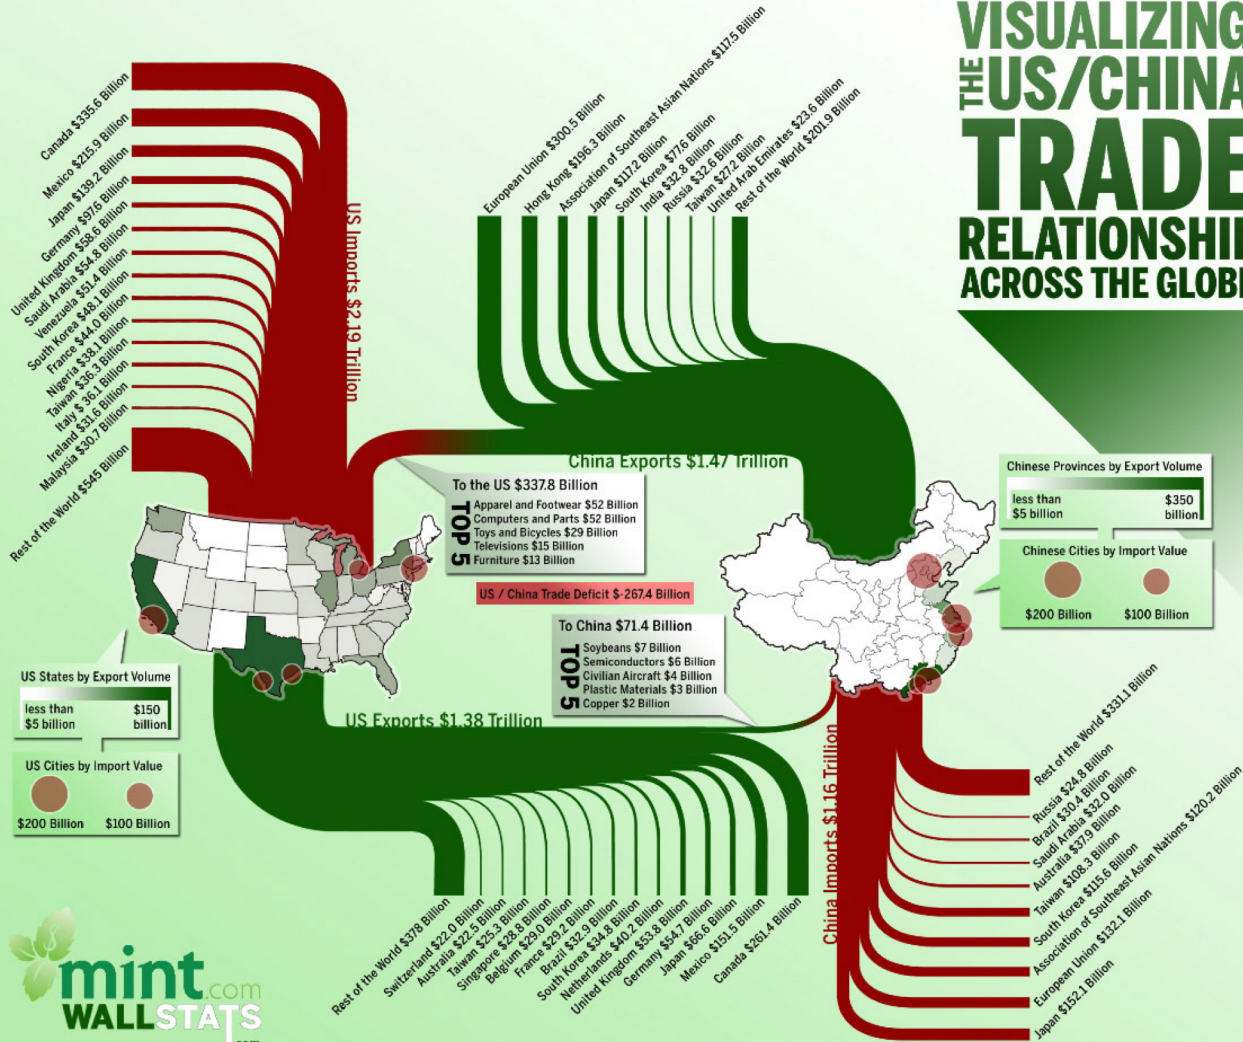 VISUALIZING
THE US/CHINA
TRADE
RELATIONSHI
ACROSS THE GLOB
Canada $335.6 Billion
Mexico $215.9 Billion
Japan $139.2 Billion
Germany $97.6 Billion
United Kingdom $58.6 Billion
Saudi Arabia $54.8 Billion
Venezuela $51.4 Billion
South Korea $48.1 Billion
France $44.0 Billion
Nigeria $38.1 Billion
Taiwan $36.3 Billion
Italy $ 36.1 Billion
Ireland $31.6 Billion
Malaysia $30.7 Billion
Rest of the World $545 Billion
US Imports $2.19 Trillion
European Union $300.5 Billion
Hong Kong $196.3 Billion
Association of Southeast Asian Nations $117.5 Billion
Japan $117.2 Billion
South Korea $77.6 Billion
India $32.8 Billion
Russia $32.6 Billion
Taiwan $27.2 Billion
United Arab Emirates $23.6 Billion
Rest of the World $201.9 Billion
China Exports $1.47 Trillion
To the US $337.8 Billion
TOP 5
Apparel and Footwear $52 Billion
Computers and Parts $52 Billion
Toys and Bicycles $29 Billion
Televisions $15 Billion
Furniture $13 Billion
US / China Trade Deficit $-267.4 Billion
To China $71.4 Billion
TOP 5
Soybeans $7 Billion
Semiconductors $6 Billion
Civilian Aircraft $4 Billion
Plastic Materials $3 Billion
Copper $2 Billion
Chinese Provinces by Export Volume
less than
$5 billion
$350
billion
Chinese Cities by Import Value
$200 Billion
$100 Billion
US States by Export Volume
less than
$5 billion
$150
billion
US Cities by Import Value
$200 Billion
$100 Billion
US Exports $1.38 Trillion
Rest of the World $378 Billion
Switzerland $22.0 Billion
Australia $22.5 Billion
Taiwan $25.3 Billion
Singapore $28.8 Billion
Belgium $29.0 Billion
France $29.2 Billion
Brazil $32.9 Billion
South Korea $34.8 Billion
Netherlands $40.2 Billion
United Kingdom $53.8 Billion
Germany $54.7 Billion
Japan $66.6 Billion
Mexico $151.5 Billion
Canada $261.4 Billion
China Imports $1.16 Trillion
Rest of the World $331.1 Billion
Russia $24.8 Billion
Brazil $30.4 Billion
Saudi Arabia $32.0 Billion
Australia $37.9 Billion
Taiwan $108.3 Billion
South Korea $115.6 Billion
Association of Southeast Asian Nations $120.2 Billion
European Union $132.1 Billion
Japan $152.1 Billion
mint.com
WALLSTATS